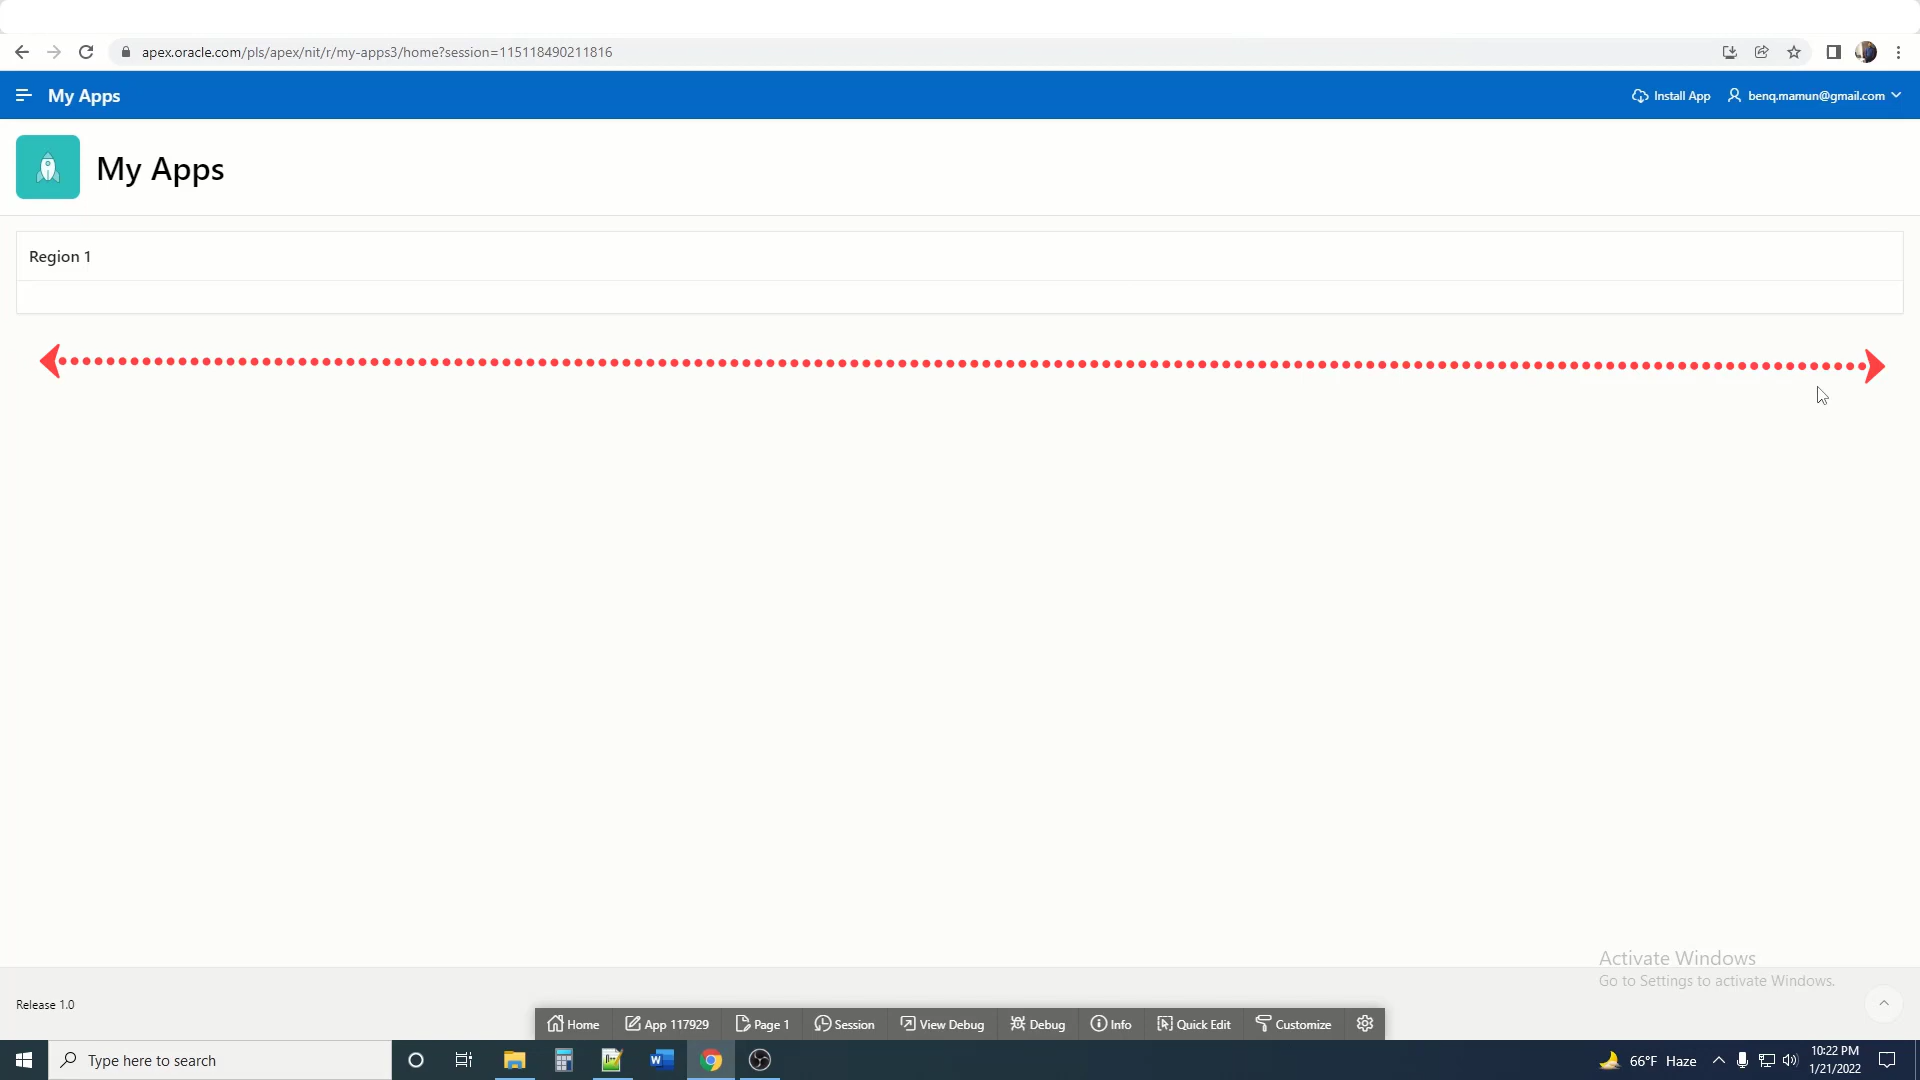 apex.oracle.com/pls/apex/nit/r/my-apps3/home?session=115118490211816
My Apps
Install App
benq.mamun@gmail.com
My Apps
Region 1
Activate Windows
Go to Settings to activate Windows.
Release 1.0
Home
App 117929
Page 1
Session
View Debug
Debug
Info
Quick Edit
Customize
Type here to search
66°F Haze
10:22 PM
1/21/2022